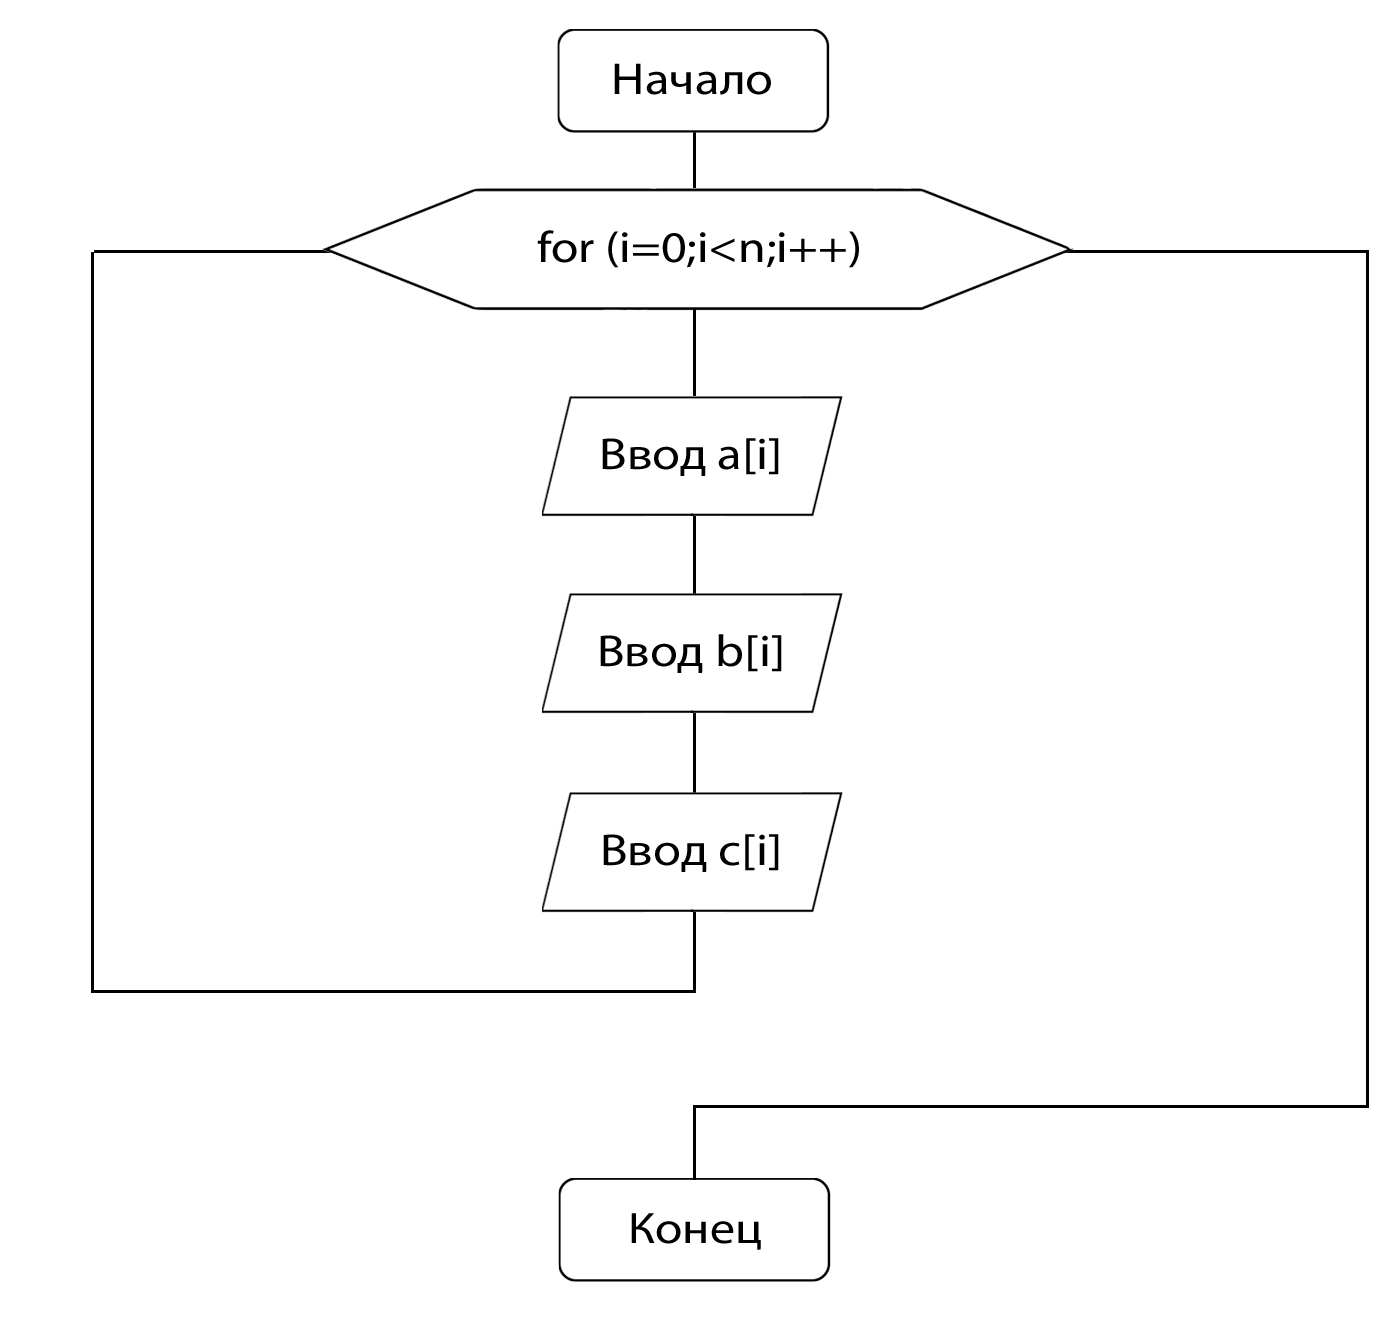 Начало
for (i=0;i<n;i++)
Ввод a[i]
Ввод b[i]
Ввод c[i]
Конец